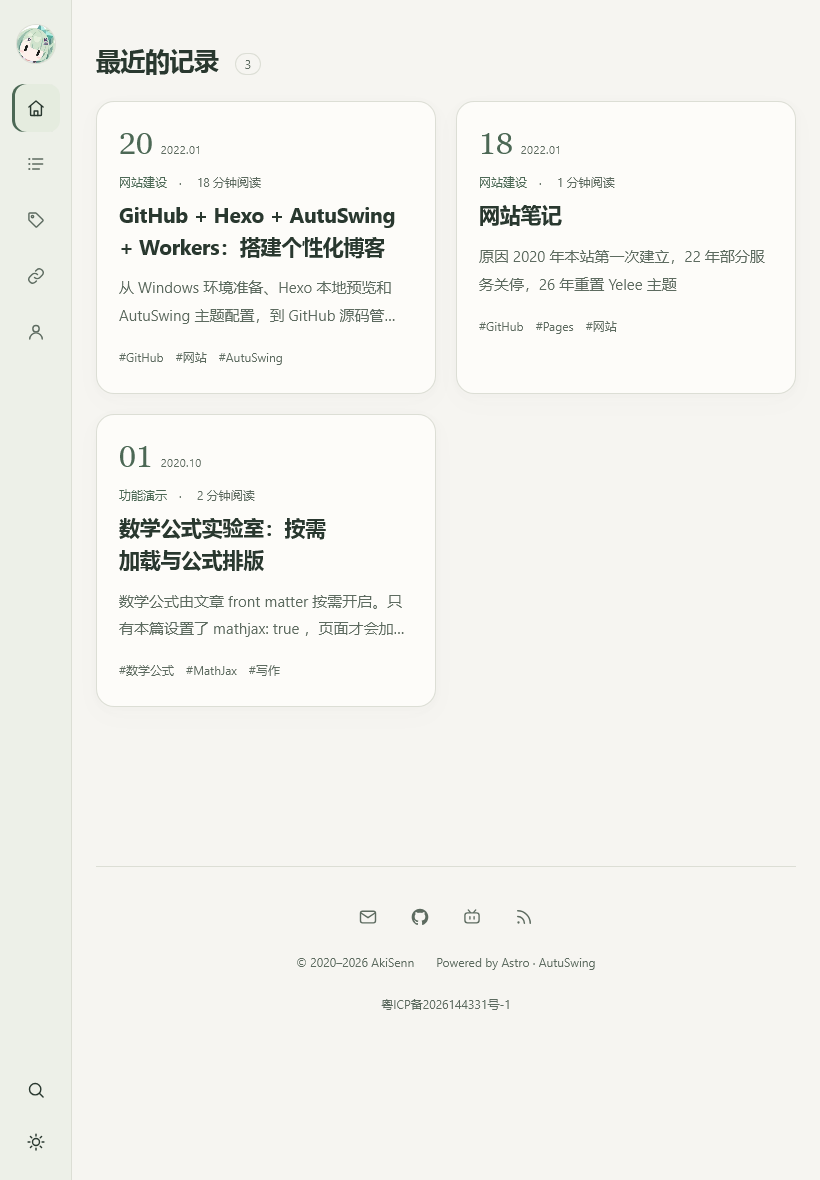 最近的记录 3
20 2022.01
网站建设 · 18 分钟阅读
GitHub + Hexo + AutuSwing
+ Workers：搭建个性化博客
从 Windows 环境准备、Hexo 本地预览和
AutuSwing 主题配置，到 GitHub 源码管...
#GitHub #网站 #AutuSwing
18 2022.01
网站建设 · 1 分钟阅读
网站笔记
原因 2020 年本站第一次建立，22 年部分服
务关停，26 年重置 Yelee 主题
#GitHub #Pages #网站
01 2020.10
功能演示 · 2 分钟阅读
数学公式实验室：按需
加载与公式排版
数学公式由文章 front matter 按需开启。只
有本篇设置了 mathjax: true ，页面才会加...
#数学公式 #MathJax #写作
© 2020–2026 AkiSenn Powered by Astro · AutuSwing
粤ICP备2026144331号-1